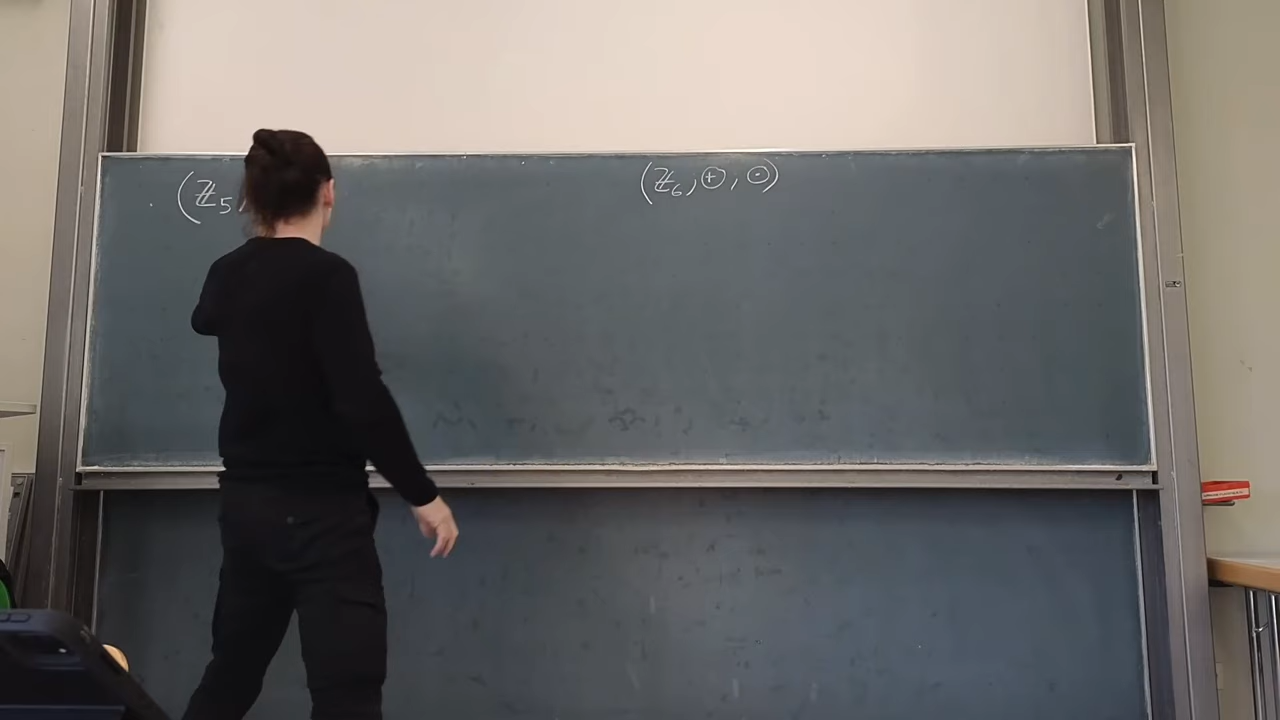 (ℤ₅,
(ℤ₆, ⊕, ⊙)